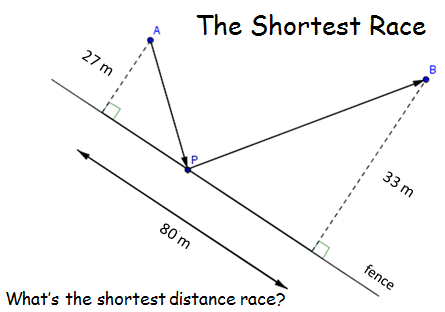 The Shortest Race
A
27 m
B
P
33 m
80 m
fence
What's the shortest distance race?